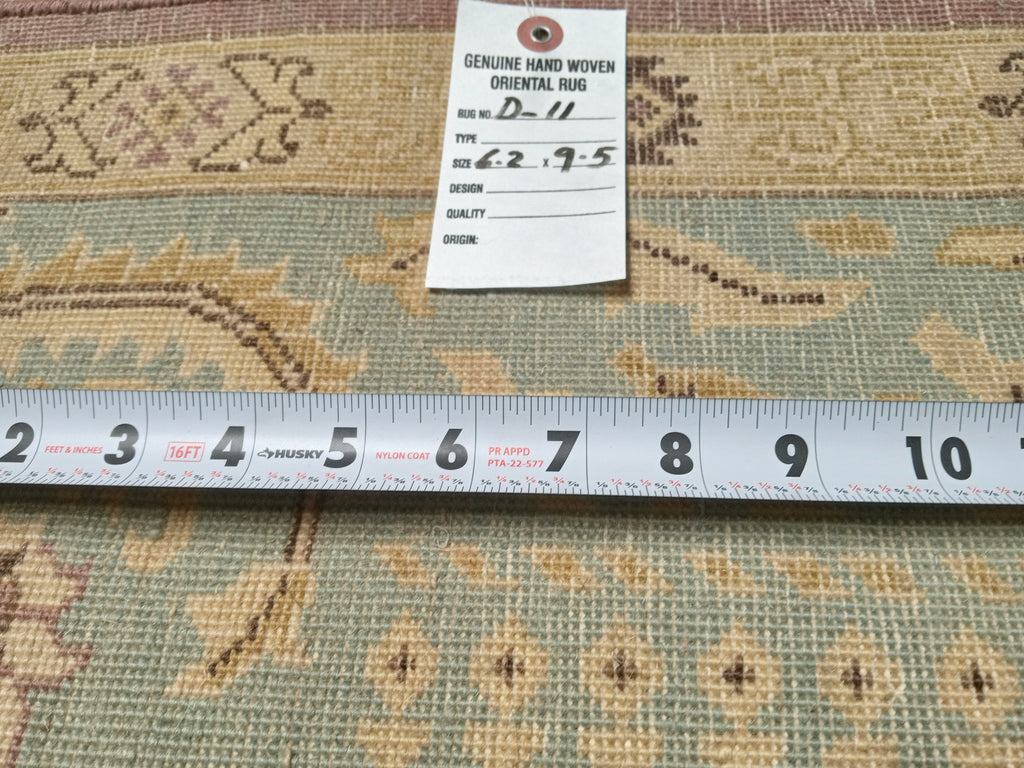 GENUINE HAND WOVEN
ORIENTAL RUG
RUG NO. D-11
TYPE
SIZE 6.2 X 9.5
DESIGN
QUALITY
ORIGIN:
2 FEET & INCHES 3 16FT 4 HUSKY 5 NYLON COAT 6 PR APPD 7 8 9 10
PTA-22-577